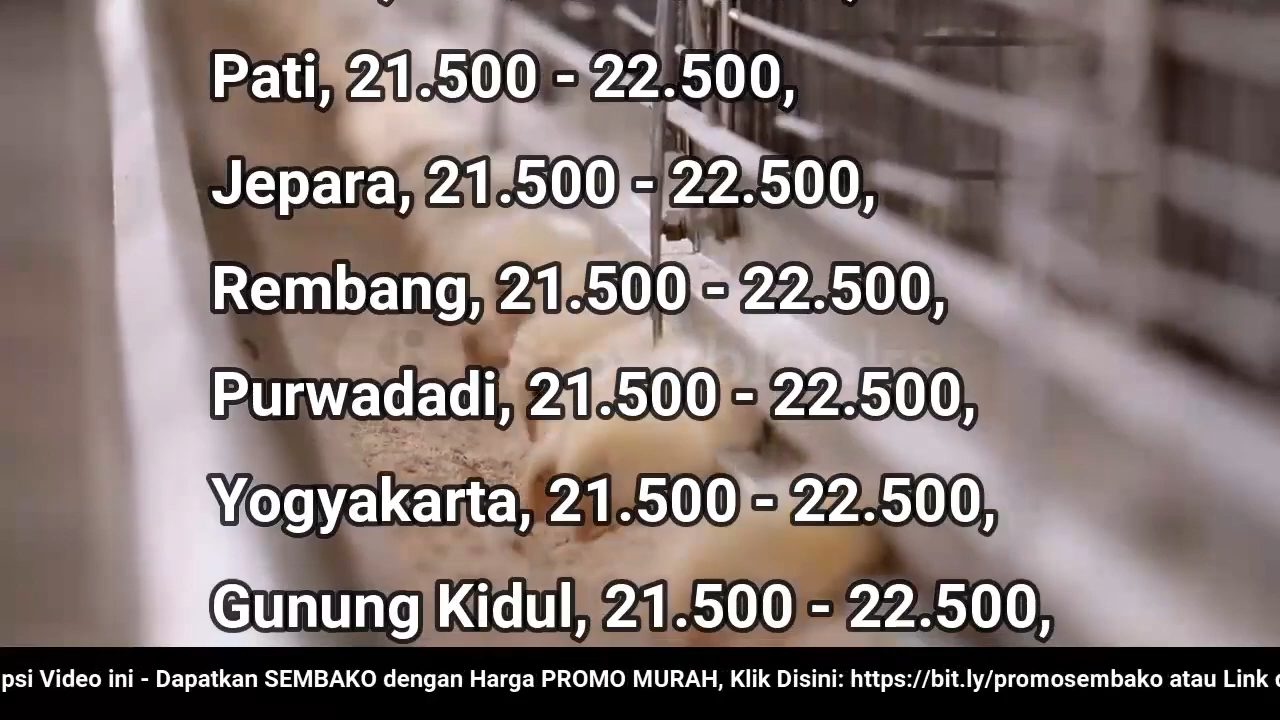 Pati, 21.500 - 22.500,
Jepara, 21.500 - 22.500,
Rembang, 21.500 - 22.500,
Purwadadi, 21.500 - 22.500,
Yogyakarta, 21.500 - 22.500,
Gunung Kidul, 21.500 - 22.500,
psi Video ini - Dapatkan SEMBAKO dengan Harga PROMO MURAH, Klik Disini: https://bit.ly/promosembako atau Link